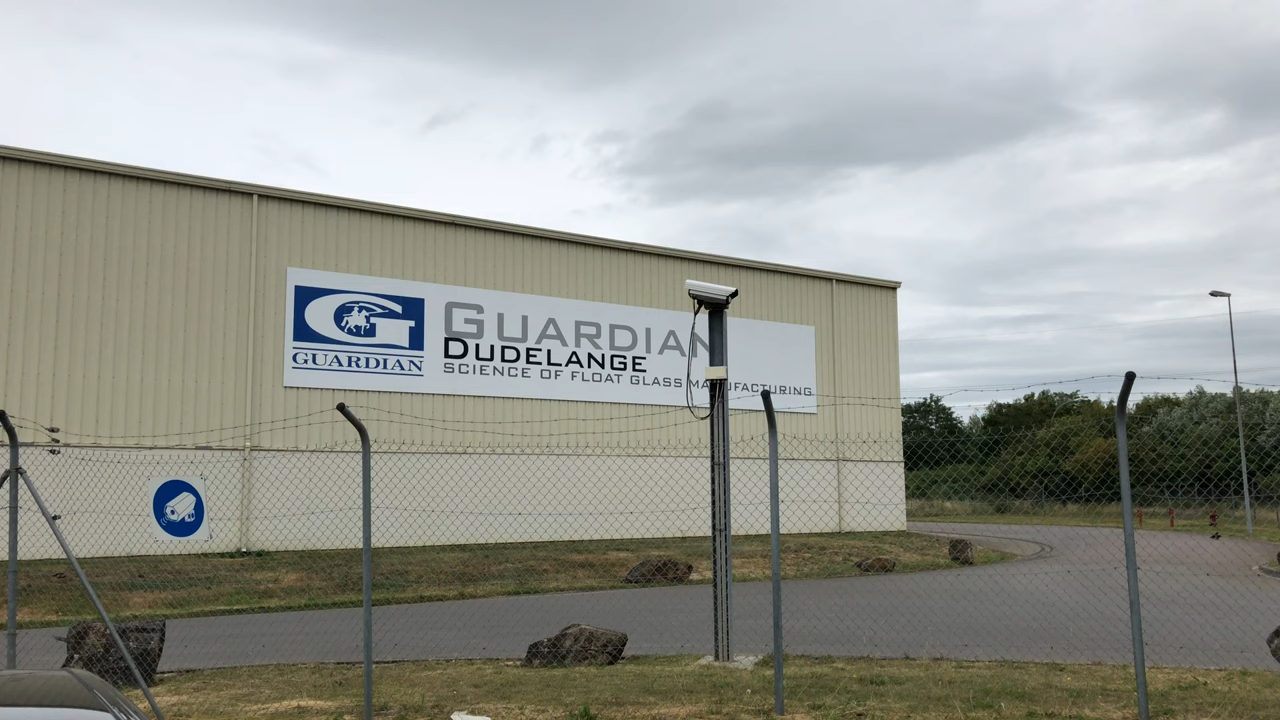 GUARDIAN
GUARDIAN
DUDELANGE
SCIENCE OF FLOAT GLASS MANUFACTURING